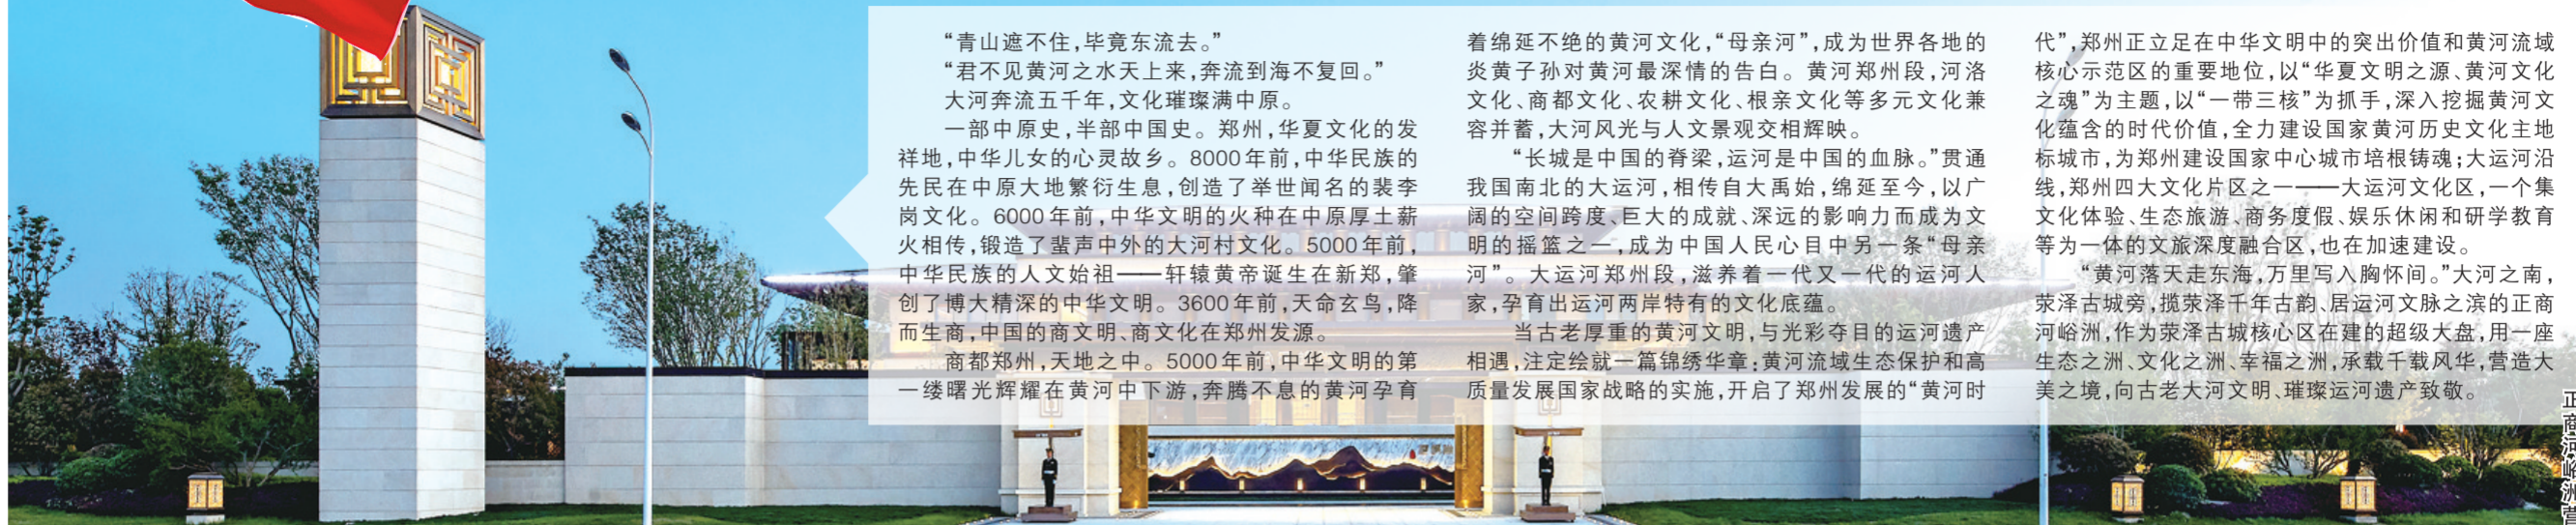 “青山遮不住，毕竟东流去。”
“君不见黄河之水天上来，奔流到海不复回。”
大河奔流五千年，文化璀璨满中原。
一部中原史，半部中国史。郑州，华夏文化的发
祥地，中华儿女的心灵故乡。8000年前，中华民族的
先民在中原大地繁衍生息，创造了举世闻名的裴李
岗文化。6000年前，中华文明的火种在中原厚土薪
火相传，锻造了蜚声中外的大河村文化。5000年前，
中华民族的人文始祖——轩辕黄帝诞生在新郑，肇
创了博大精深的中华文明。3600年前，天命玄鸟，降
而生商，中国的商文明、商文化在郑州发源。
商都郑州，天地之中。5000年前，中华文明的第
一缕曙光辉耀在黄河中下游，奔腾不息的黄河孕育
着绵延不绝的黄河文化，“母亲河”，成为世界各地的
炎黄子孙对黄河最深情的告白。黄河郑州段，河洛
文化、商都文化、农耕文化、根亲文化等多元文化兼
容并蓄，大河风光与人文景观交相辉映。
“长城是中国的脊梁，运河是中国的血脉。”贯通
我国南北的大运河，相传自大禹始，绵延至今，以广
阔的空间跨度、巨大的成就、深远的影响力而成为文
明的摇篮之一，成为中国人民心目中另一条“母亲
河”。大运河郑州段，滋养着一代又一代的运河人
家，孕育出运河两岸特有的文化底蕴。
当古老厚重的黄河文明，与光彩夺目的运河遗产
相遇，注定绘就一篇锦绣华章：黄河流域生态保护和高
质量发展国家战略的实施，开启了郑州发展的“黄河时
代”，郑州正立足在中华文明中的突出价值和黄河流域
核心示范区的重要地位，以“华夏文明之源、黄河文化
之魂”为主题，以“一带三核”为抓手，深入挖掘黄河文
化蕴含的时代价值，全力建设国家黄河历史文化主地
标城市，为郑州建设国家中心城市培根铸魂；大运河沿
线，郑州四大文化片区之一——大运河文化区，一个集
文化体验、生态旅游、商务度假、娱乐休闲和研学教育
等为一体的文旅深度融合区，也在加速建设。
“黄河落天走东海，万里写入胸怀间。”大河之南，
荥泽古城旁，揽荥泽千年古韵、居运河文脉之滨的正商
河峪洲，作为荥泽古城核心区在建的超级大盘，用一座
生态之洲、文化之洲、幸福之洲，承载千载风华，营造大
美之境，向古老大河文明、璀璨运河遗产致敬。
正商河峪洲